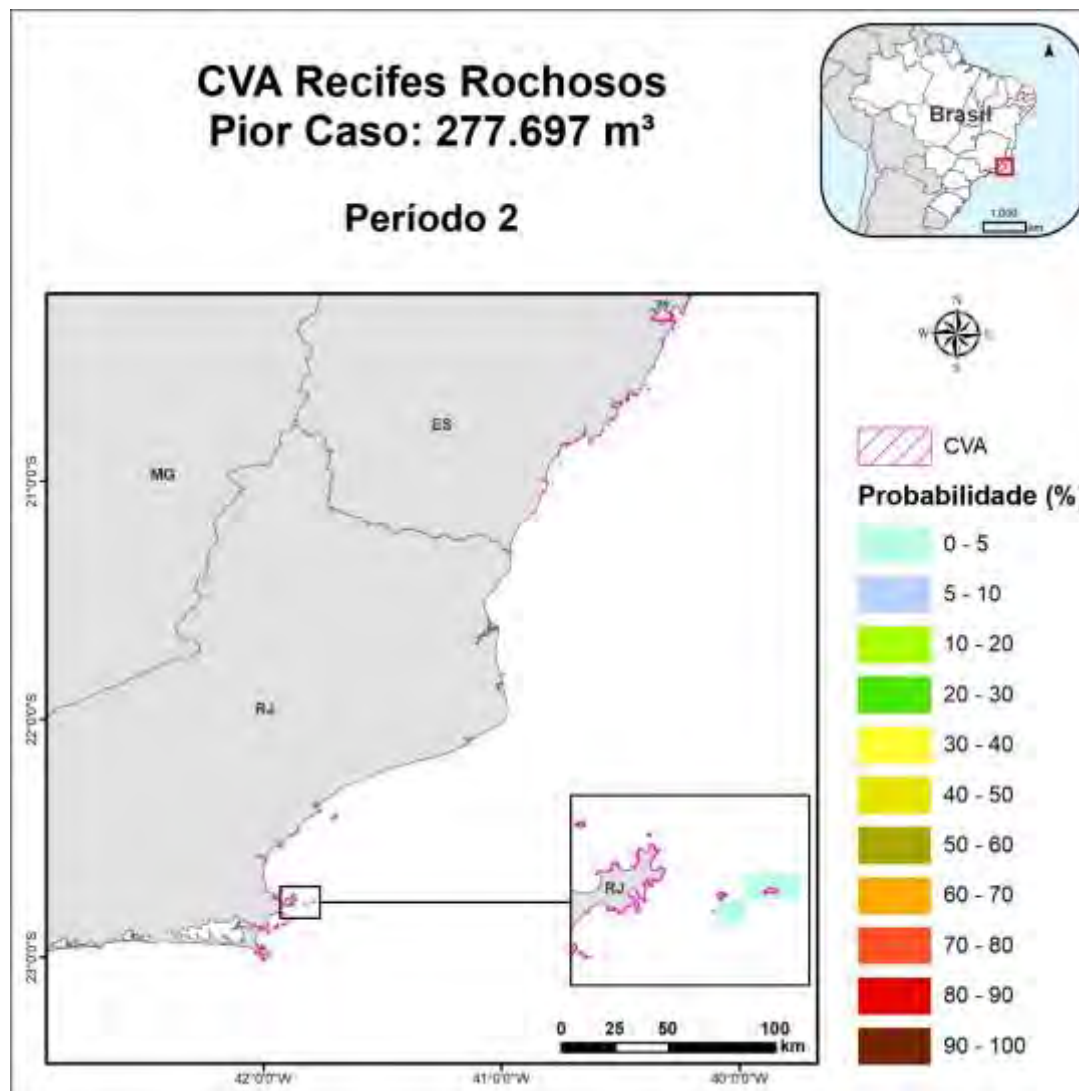 CVA Recifes Rochosos
Pior Caso: 277.697 m³
Período 2
Brasil
1,000
km
N
W
E
S
ES
MG
RJ
21°0'0"S
22°0'0"S
23°0'0"S
42°0'0"W
41°0'0"W
40°0'0"W
RJ
0 25 50 100
km
CVA
Probabilidade (%
0 - 5
5 - 10
10 - 20
20 - 30
30 - 40
40 - 50
50 - 60
60 - 70
70 - 80
80 - 90
90 - 100